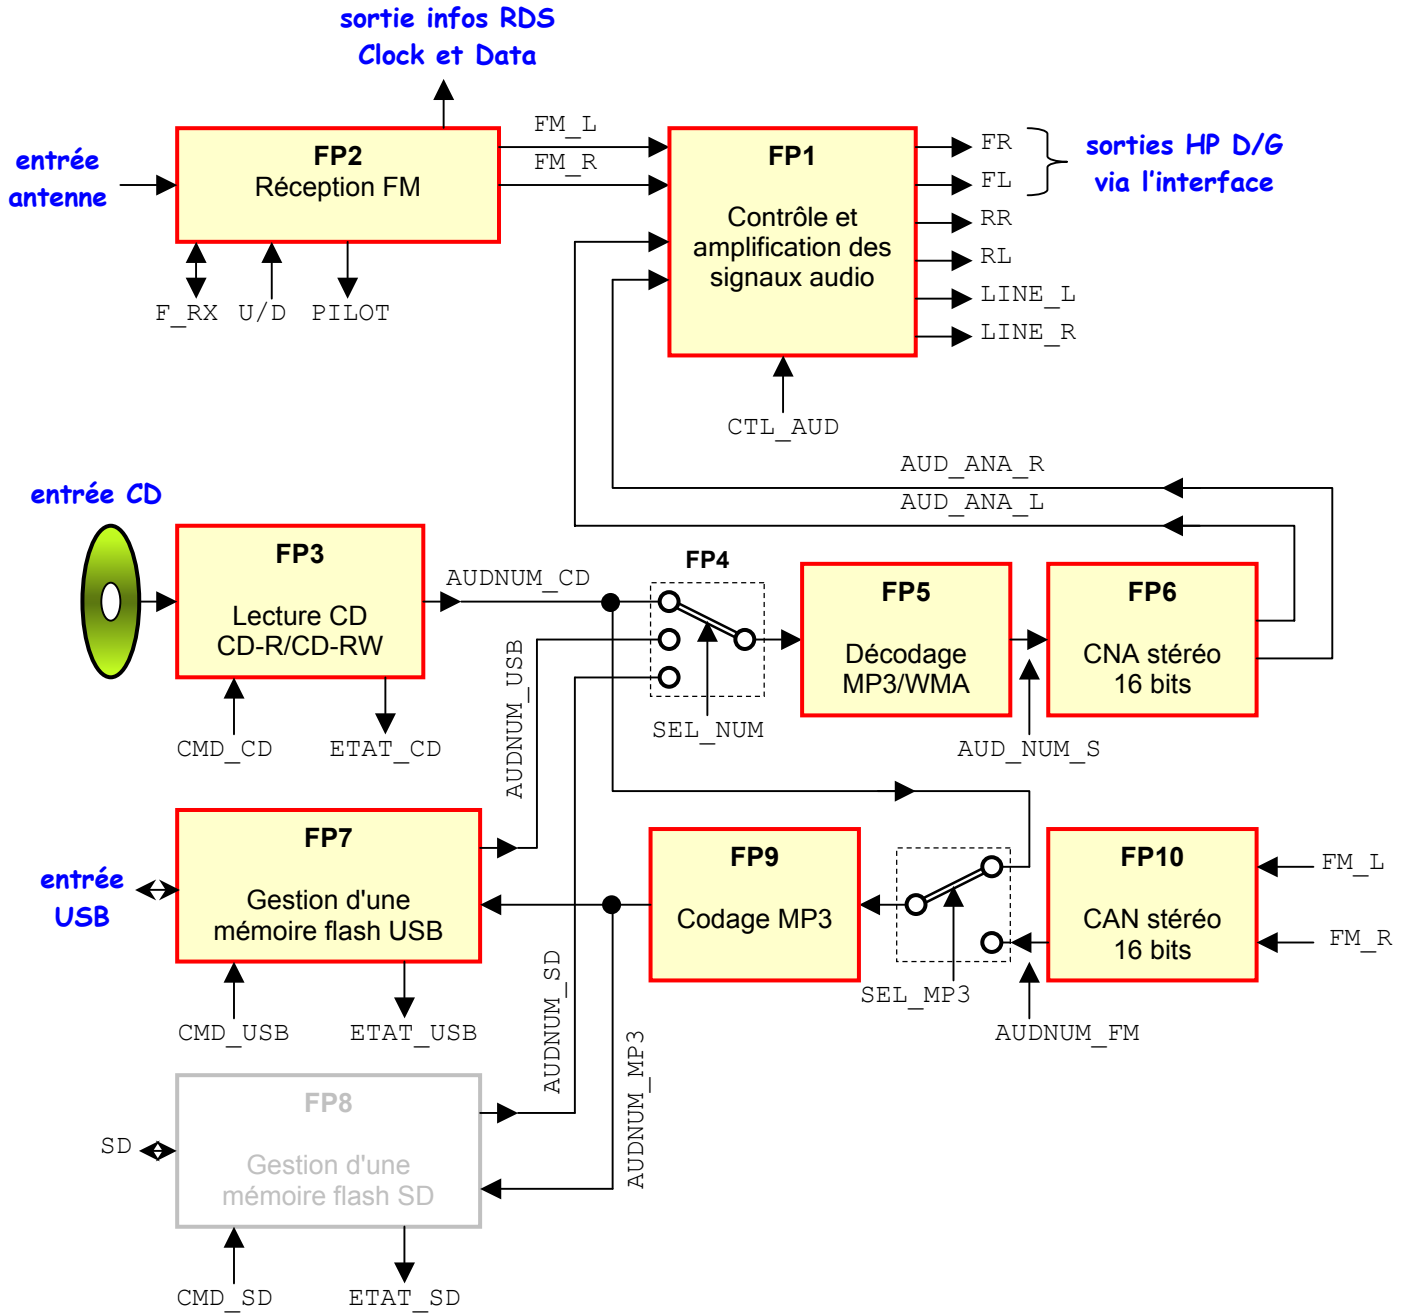 sortie infos RDS
Clock et Data
FM_L
FM_R
entrée
antenne
FP2
Réception FM
F_RX
U/D
PILOT
FP1
Contrôle et
amplification des
signaux audio
FR
FL
RR
RL
LINE_L
LINE_R
sorties HP D/G
via l'interface
CTL_AUD
AUD_ANA_R
AUD_ANA_L
entrée CD
FP3
Lecture CD
CD-R/CD-RW
AUDNUM_CD
CMD_CD
ETAT_CD
AUDNUM_USB
FP4
SEL_NUM
FP5
Décodage
MP3/WMA
FP6
CNA stéréo
16 bits
AUD_NUM_S
entrée
USB
FP7
Gestion d'une
mémoire flash USB
CMD_USB
ETAT_USB
AUDNUM_SD
FP9
Codage MP3
SEL_MP3
FP10
CAN stéréo
16 bits
FM_L
FM_R
AUDNUM_FM
AUDNUM_MP3
SD
FP8
Gestion d'une
mémoire flash SD
CMD_SD
ETAT_SD